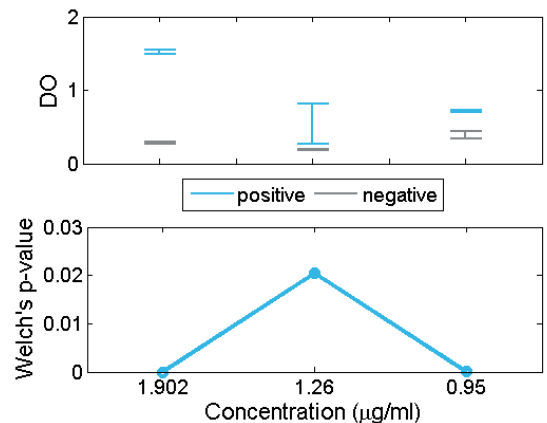 2
1
0
DO
positive negative
0.03
0.02
0.01
0
Welch's p-value
1.902 1.26 0.95
Concentration (μg/ml)